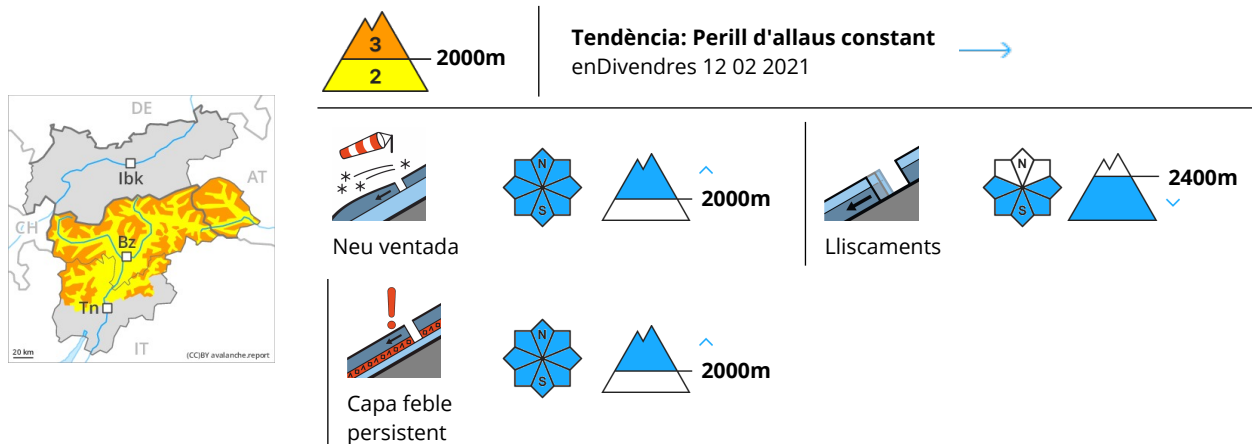 3
2
2000m
Tendència: Perill d'allaus constant
enDivendres 12 02 2021
DE
Ibk
AT
CH
Bz
Tn
IT
20 km
(CC)BY avalanche.report
N
S
2000m
Neu ventada
N
S
2400m
Lliscaments
N
S
2000m
Capa feble
persistent